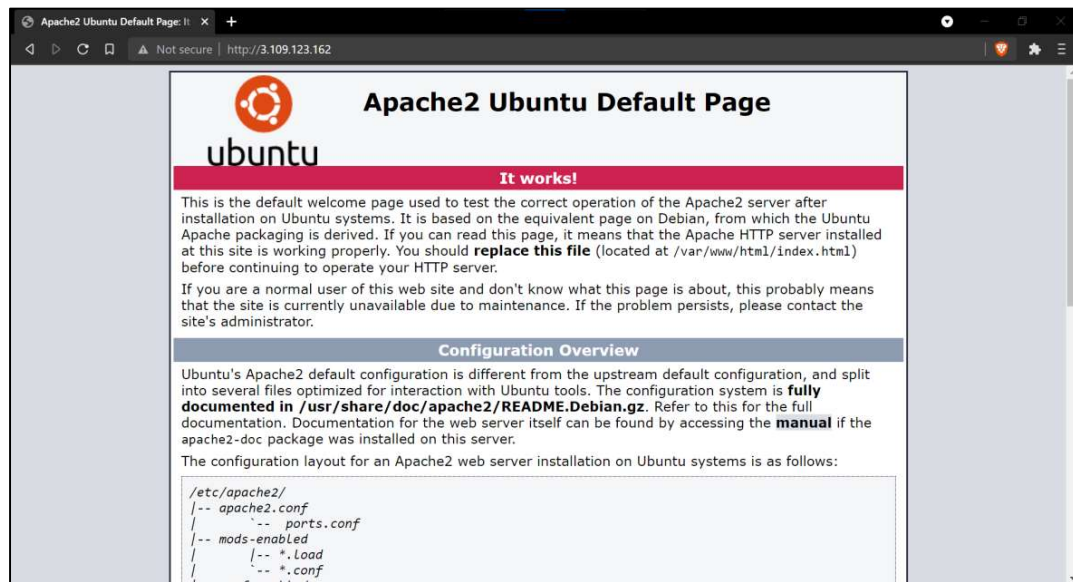 Apache2 Ubuntu Default Page: It
Not secure | http://3.109.123.162
ubuntu
Apache2 Ubuntu Default Page
It works!
This is the default welcome page used to test the correct operation of the Apache2 server after
installation on Ubuntu systems. It is based on the equivalent page on Debian, from which the Ubuntu
Apache packaging is derived. If you can read this page, it means that the Apache HTTP server installed
at this site is working properly. You should replace this file (located at /var/www/html/index.html)
before continuing to operate your HTTP server.
If you are a normal user of this web site and don't know what this page is about, this probably means
that the site is currently unavailable due to maintenance. If the problem persists, please contact the
site's administrator.
Configuration Overview
Ubuntu's Apache2 default configuration is different from the upstream default configuration, and split
into several files optimized for interaction with Ubuntu tools. The configuration system is fully
documented in /usr/share/doc/apache2/README.Debian.gz. Refer to this for the full
documentation. Documentation for the web server itself can be found by accessing the manual if the
apache2-doc package was installed on this server.
The configuration layout for an Apache2 web server installation on Ubuntu systems is as follows:
/etc/apache2/
|-- apache2.conf
|       `--  ports.conf
|-- mods-enabled
|       |-- *.load
|       `-- *.conf